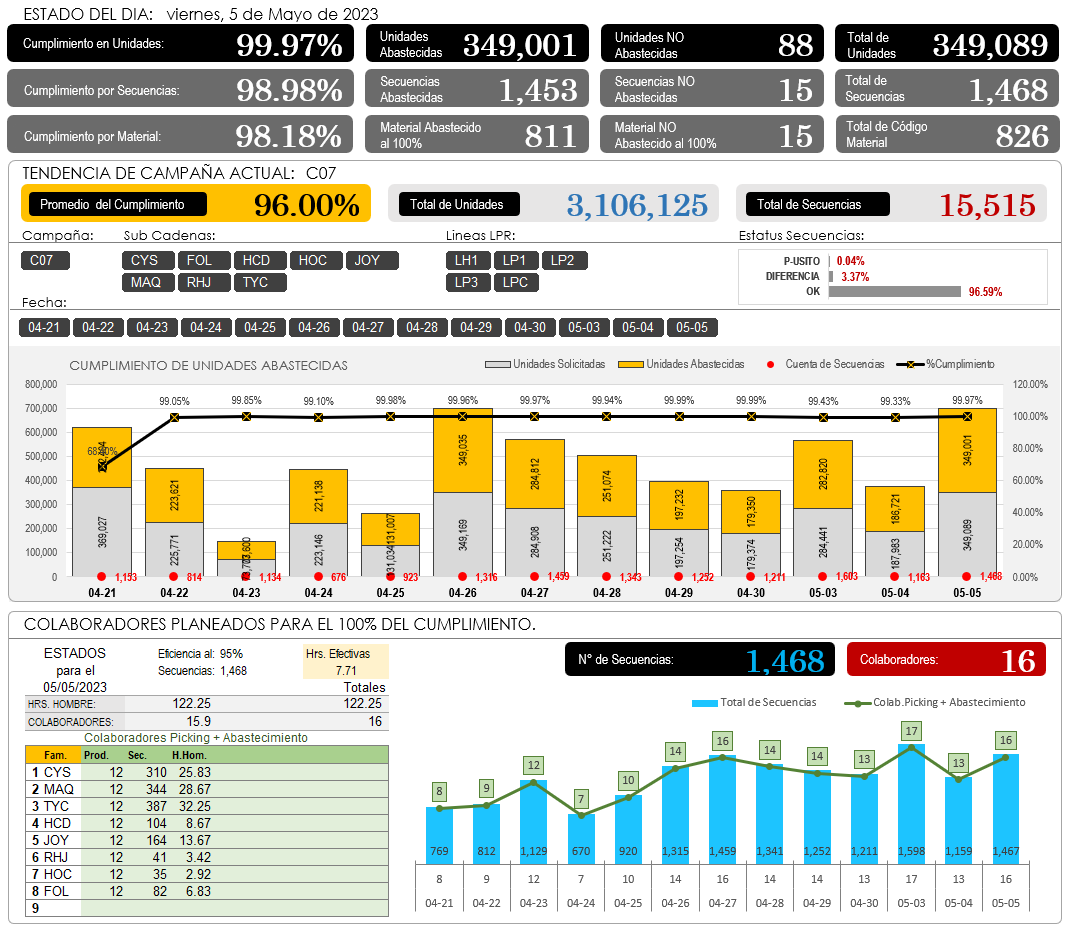 ESTADO DEL DIA: viernes, 5 de Mayo de 2023
Cumplimiento en Unidades: 99.97%
Unidades Abastecidas 349,001
Unidades NO Abastecidas 88
Total de Unidades 349,089
Cumplimiento por Secuencias: 98.98%
Secuencias Abastecidas 1,453
Secuencias NO Abastecidas 15
Total de Secuencias 1,468
Cumplimiento por Material: 98.18%
Material Abastecido al 100% 811
Material NO Abastecido al 100% 15
Total de Código Material 826
TENDENCIA DE CAMPAÑA ACTUAL: C07
Promedio del Cumplimiento 96.00%
Total de Unidades 3,106,125
Total de Secuencias 15,515
Campaña: Sub Cadenas: Lineas LPR: Estatus Secuencias:
C07 CYS FOL HCD HOC JOY LH1 LP1 LP2
MAQ RHJ TYC LP3 LPC
P-USITO 0.04%
DIFERENCIA 3.37%
OK 96.59%
Fecha:
04-21 04-22 04-23 04-24 04-25 04-26 04-27 04-28 04-29 04-30 05-03 05-04 05-05
CUMPLIMIENTO DE UNIDADES ABASTECIDAS
Unidades Solicitadas Unidades Abastecidas Cuenta de Secuencias %Cumplimiento
800,000 700,000 600,000 500,000 400,000 300,000 200,000 100,000 0
120.00% 100.00% 80.00% 60.00% 40.00% 20.00% 0.00%
99.05% 99.85% 99.10% 99.98% 99.96% 99.97% 99.94% 99.99% 99.99% 99.43% 99.33% 99.97%
223,621 221,138 131,007 349,035 284,812 251,074 197,232 179,350 282,820 186,721 349,001
369,027 225,771 223,146 131,034 349,169 284,908 251,222 197,254 179,374 284,441 187,983 349,089
1,153 814 1,134 676 923 1,316 1,459 1,343 1,252 1,211 1,603 1,163 1,468
04-21 04-22 04-23 04-24 04-25 04-26 04-27 04-28 04-29 04-30 05-03 05-04 05-05
COLABORADORES PLANEADOS PARA EL 100% DEL CUMPLIMIENTO.
ESTADOS para el 05/05/2023
Eficiencia al: 95%
Secuencias: 1,468
Hrs. Efectivas
7.71
Totales
HRS. HOMBRE: 122.25 122.25
COLABORADORES: 15.9 16
Colaboradores Picking + Abastecimiento
Fam. Prod. Sec. H.Hom.
1 CYS 12 310 25.83
2 MAQ 12 344 28.67
3 TYC 12 387 32.25
4 HCD 12 104 8.67
5 JOY 12 164 13.67
6 RHJ 12 41 3.42
7 HOC 12 35 2.92
8 FOL 12 82 6.83
9
N° de Secuencias: 1,468
Colaboradores: 16
Total de Secuencias Colab.Picking + Abastecimiento
8 9 12 7 10 14 16 14 14 13 17 13 16
769 812 1,129 670 920 1,315 1,459 1,341 1,252 1,211 1,598 1,159 1,467
8 9 12 7 10 14 16 14 14 13 17 13 16
04-21 04-22 04-23 04-24 04-25 04-26 04-27 04-28 04-29 04-30 05-03 05-04 05-05